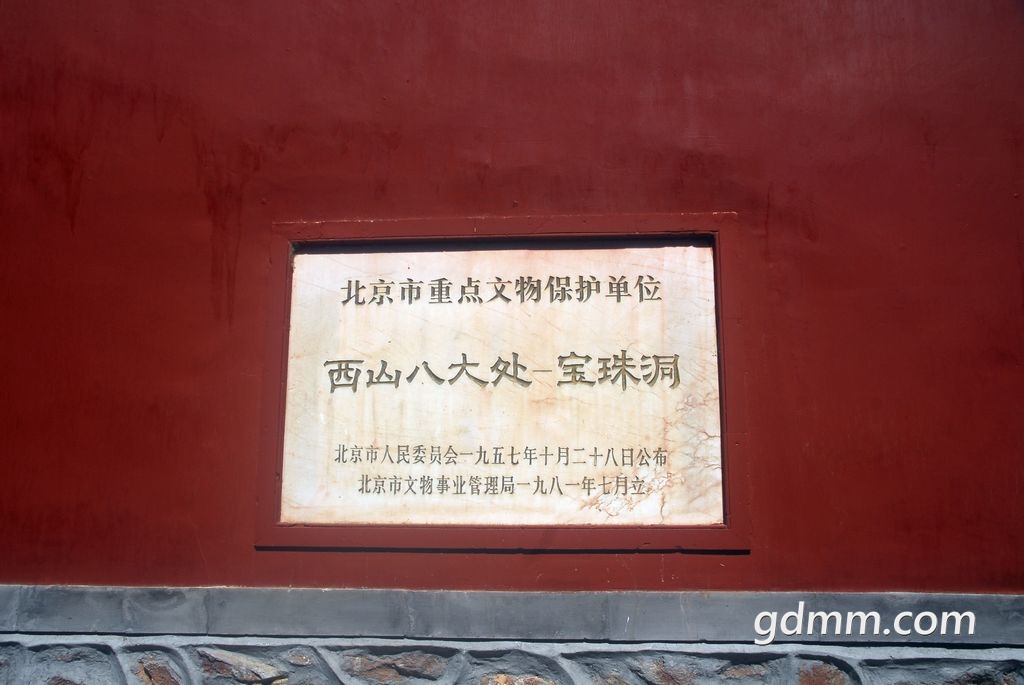 北京市重点文物保护单位
西山八大处-宝珠洞
北京市人民委员会一九五七年十月二十八日公布
北京市文物事业管理局一九八一年七月立
gdmm.com